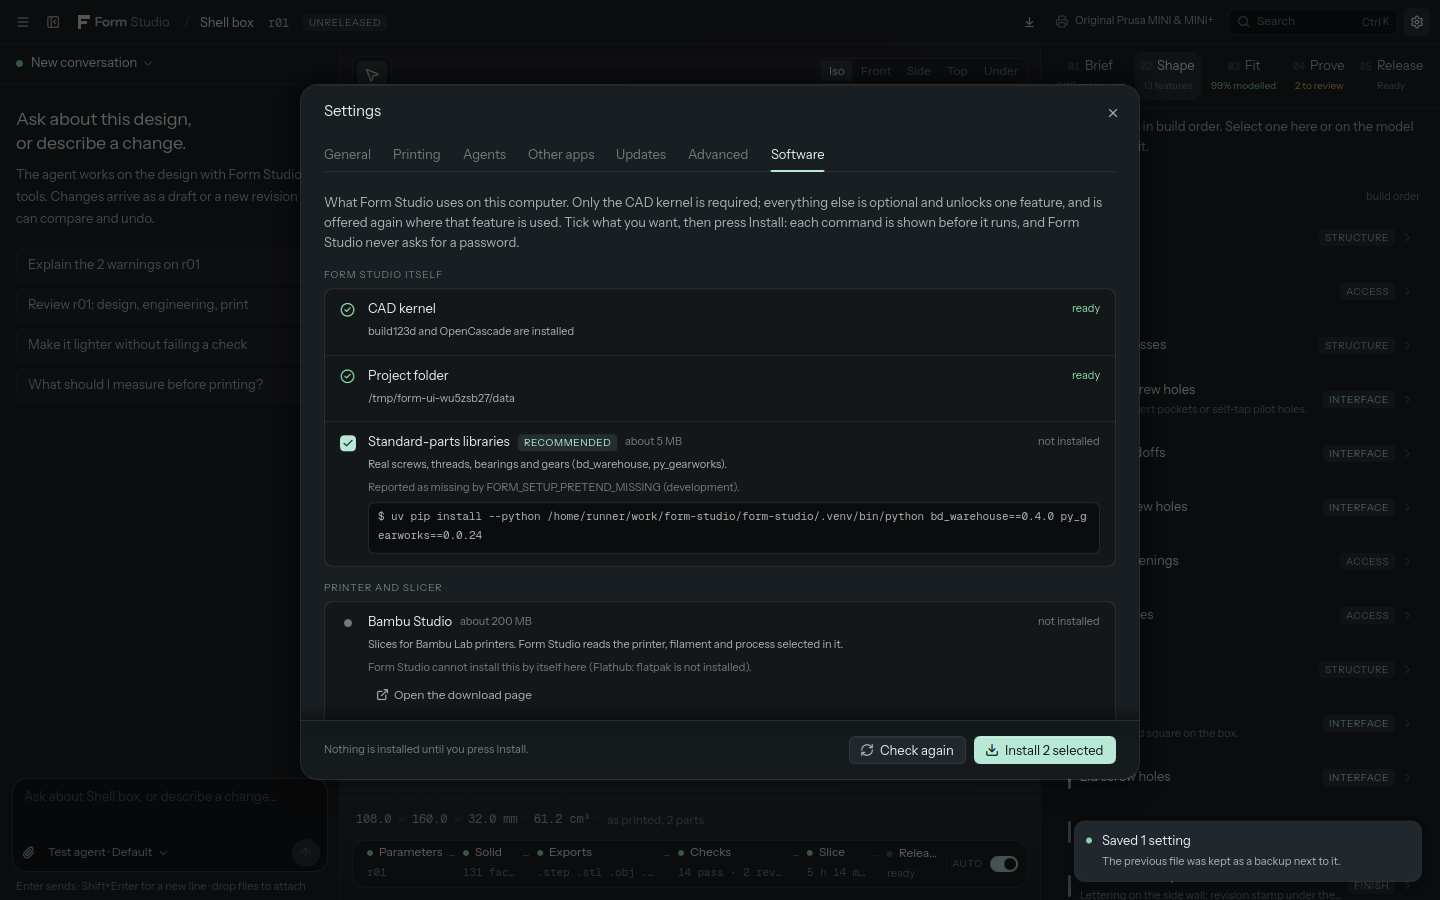 Form Studio / Shell box r01 UNRELEASED
Original Prusa MINI & MINI+
Search Ctrl K
New conversation
Iso Front Side Top Under
01 Brief 02 Shape 03 Fit 04 Prove 05 Release
13 features 99% modelled 2 to review Ready
Ask about this design,
or describe a change.
The agent works on the design with Form Studio
tools. Changes arrive as a draft or a new revision
can compare and undo.
Explain the 2 warnings on r01
Review r01: design, engineering, print
Make it lighter without failing a check
What should I measure before printing?
Settings
General Printing Agents Other apps Updates Advanced Software
What Form Studio uses on this computer. Only the CAD kernel is required; everything else is optional and unlocks one feature, and is
offered again where that feature is used. Tick what you want, then press Install: each command is shown before it runs, and Form
Studio never asks for a password.
FORM STUDIO ITSELF
CAD kernel ready
build123d and OpenCascade are installed
Project folder ready
/tmp/form-ui-wu5zsb27/data
Standard-parts libraries RECOMMENDED about 5 MB not installed
Real screws, threads, bearings and gears (bd_warehouse, py_gearworks).
Reported as missing by FORM_SETUP_PRETEND_MISSING (development).
$ uv pip install --python /home/runner/work/form-studio/form-studio/.venv/bin/python bd_warehouse==0.4.0 py_g
earworks==0.0.24
PRINTER AND SLICER
Bambu Studio about 200 MB not installed
Slices for Bambu Lab printers. Form Studio reads the printer, filament and process selected in it.
Form Studio cannot install this by itself here (Flathub: flatpak is not installed).
Open the download page
Nothing is installed until you press Install.
Check again
Install 2 selected
in build order. Select one here or on the model
it.
build order
STRUCTURE
ACCESS
sses STRUCTURE
rew holes INTERFACE
ert pockets or self-tap pilot holes.
doffs INTERFACE
ew holes INTERFACE
enings ACCESS
es ACCESS
STRUCTURE
INTERFACE
d square on the box.
Lid screw holes INTERFACE
FINISH
Lettering on the side wall; revision stamp under the...
Ask about Shell box, or describe a change...
Test agent · Default
Enter sends · Shift+Enter for a new line · drop files to attach
108.0 × 160.0 × 32.0 mm · 61.2 cm³ · as printed, 2 parts
Parameters ... Solid ... Exports ... Checks ... Slice ... Relea...
r01 131 fac... .step .stl .obj ... 14 pass · 2 rev... 5 h 14 m... ready
AUTO
Saved 1 setting
The previous file was kept as a backup next to it.